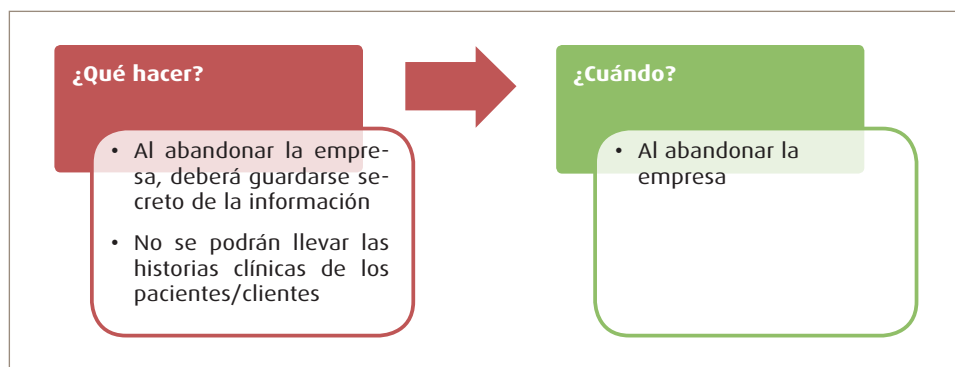 ¿Qué hacer?
• Al abandonar la empre-
sa, deberá guardarse se-
creto de la información
• No se podrán llevar las
historias clínicas de los
pacientes/clientes
¿Cuándo?
• Al abandonar la
empresa